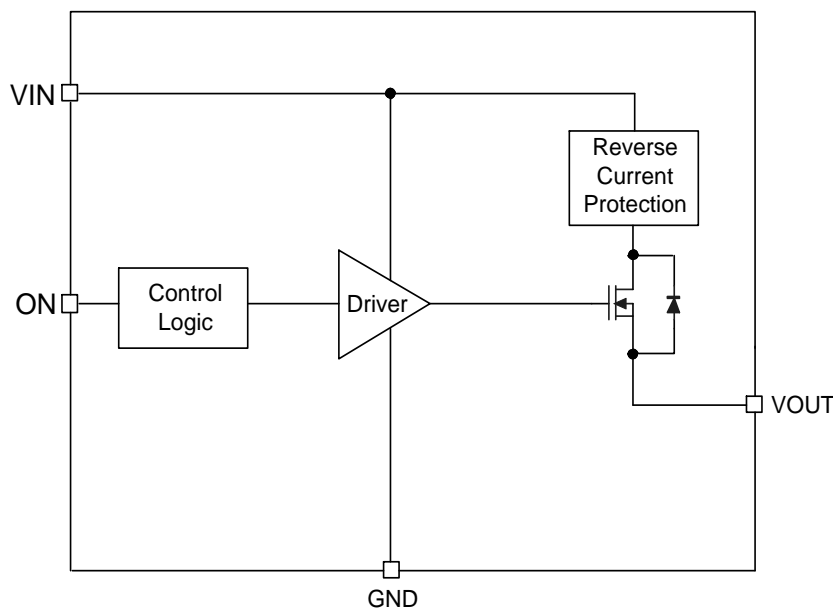 VIN
Reverse
Current
Protection
ON
Control
Logic
Driver
VOUT
GND